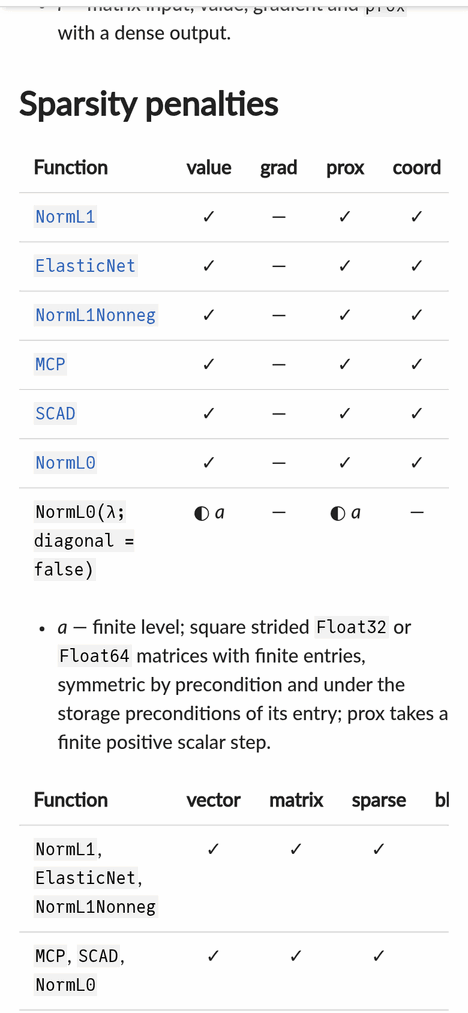 with a dense output.
Sparsity penalties
Function value grad prox coord
NormL1 ✓ — ✓ ✓
ElasticNet ✓ — ✓ ✓
NormL1Nonneg ✓ — ✓ ✓
MCP ✓ — ✓ ✓
SCAD ✓ — ✓ ✓
NormL0 ✓ — ✓ ✓
NormL0(λ; ◐ a — ◐ a —
diagonal =
false)
• a — finite level; square strided Float32 or
Float64 matrices with finite entries,
symmetric by precondition and under the
storage preconditions of its entry; prox takes a
finite positive scalar step.
Function vector matrix sparse
NormL1, ✓ ✓ ✓
ElasticNet,
NormL1Nonneg
MCP, SCAD, ✓ ✓ ✓
NormL0